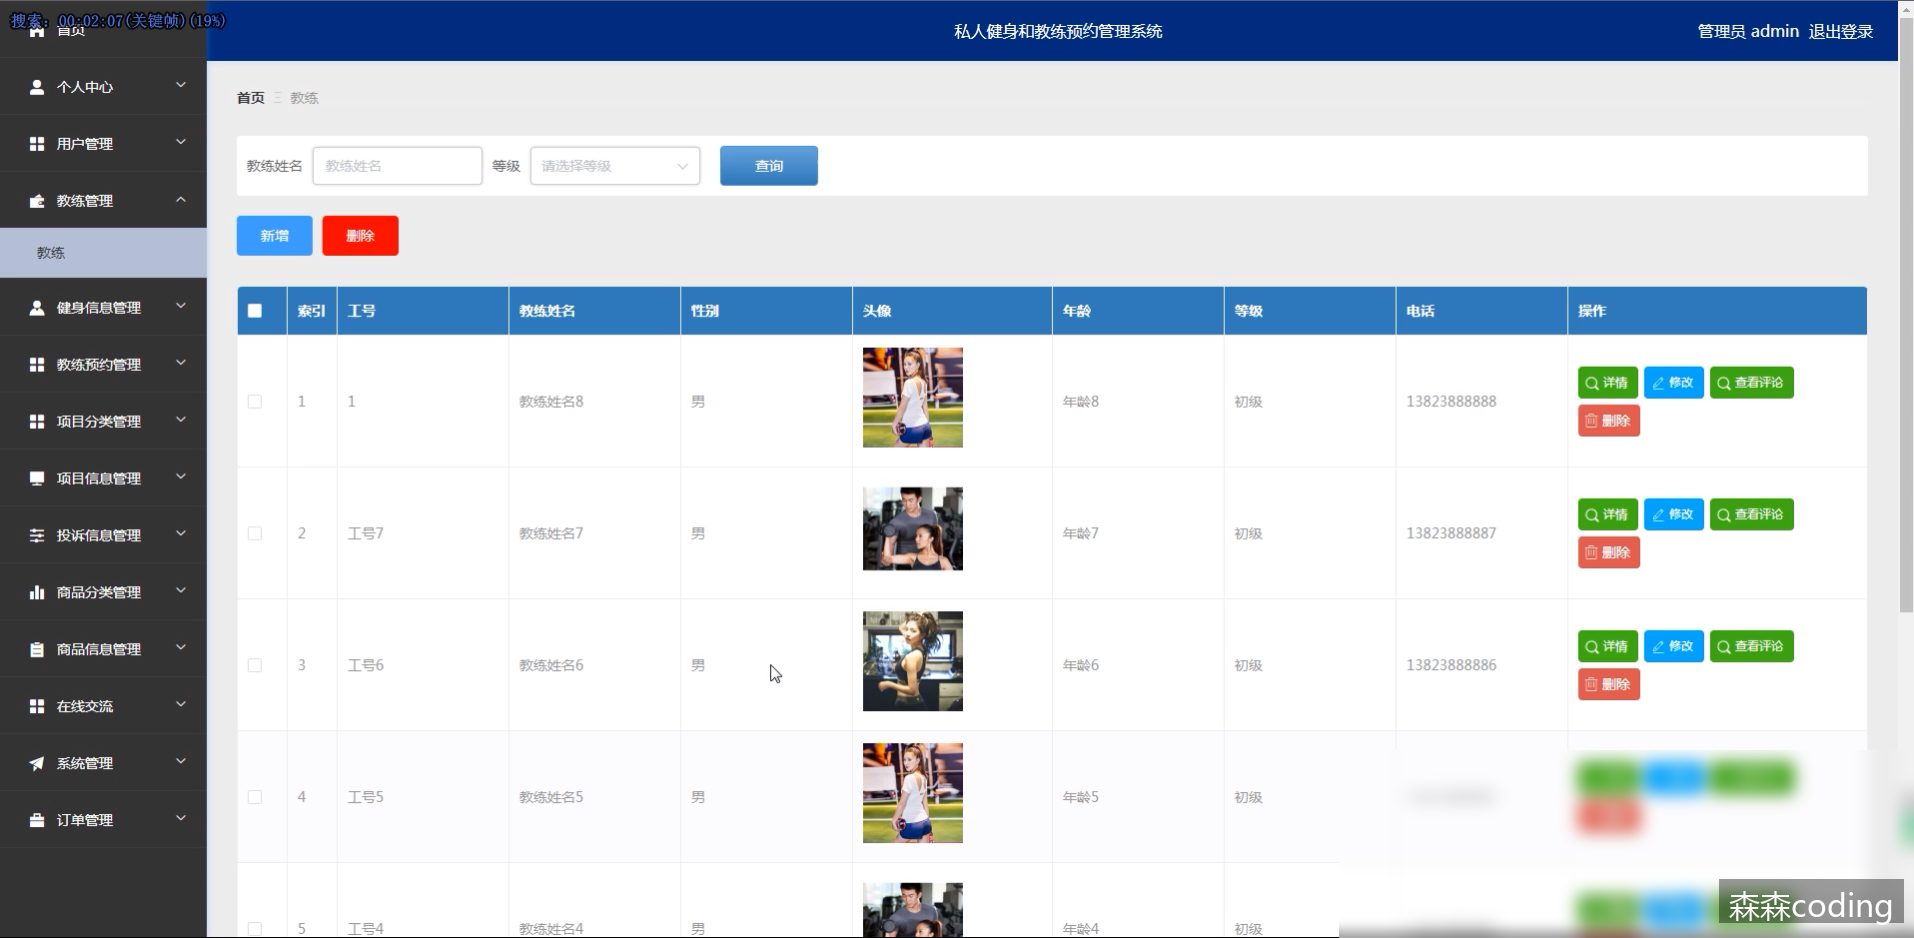 搜索: 00:02:07(关键帧)(19%)
首页
私人健身和教练预约管理系统
管理员 admin 退出登录
个人中心
用户管理
教练管理
教练
健身信息管理
教练预约管理
项目分类管理
项目信息管理
投诉信息管理
商品分类管理
商品信息管理
在线交流
系统管理
订单管理
首页 教练
教练姓名 教练姓名 等级 请选择等级 查询
新增 删除
索引 工号 教练姓名 性别 头像 年龄 等级 电话 操作
1 1 教练姓名8 男 年龄8 初级 13823888888 详情 修改 查看评论
删除
2 工号7 教练姓名7 男 年龄7 初级 13823888887 详情 修改 查看评论
删除
3 工号6 教练姓名6 男 年龄6 初级 13823888886 详情 修改 查看评论
删除
4 工号5 教练姓名5 男 年龄5 初级
5 工号4 教练姓名4 男 年龄4 初级
森森coding